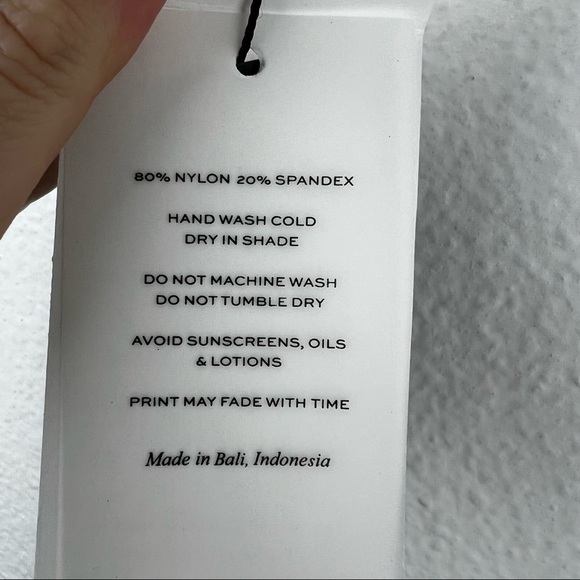 80% NYLON 20% SPANDEX
HAND WASH COLD
DRY IN SHADE
DO NOT MACHINE WASH
DO NOT TUMBLE DRY
AVOID SUNSCREENS, OILS
& LOTIONS
PRINT MAY FADE WITH TIME
Made in Bali, Indonesia